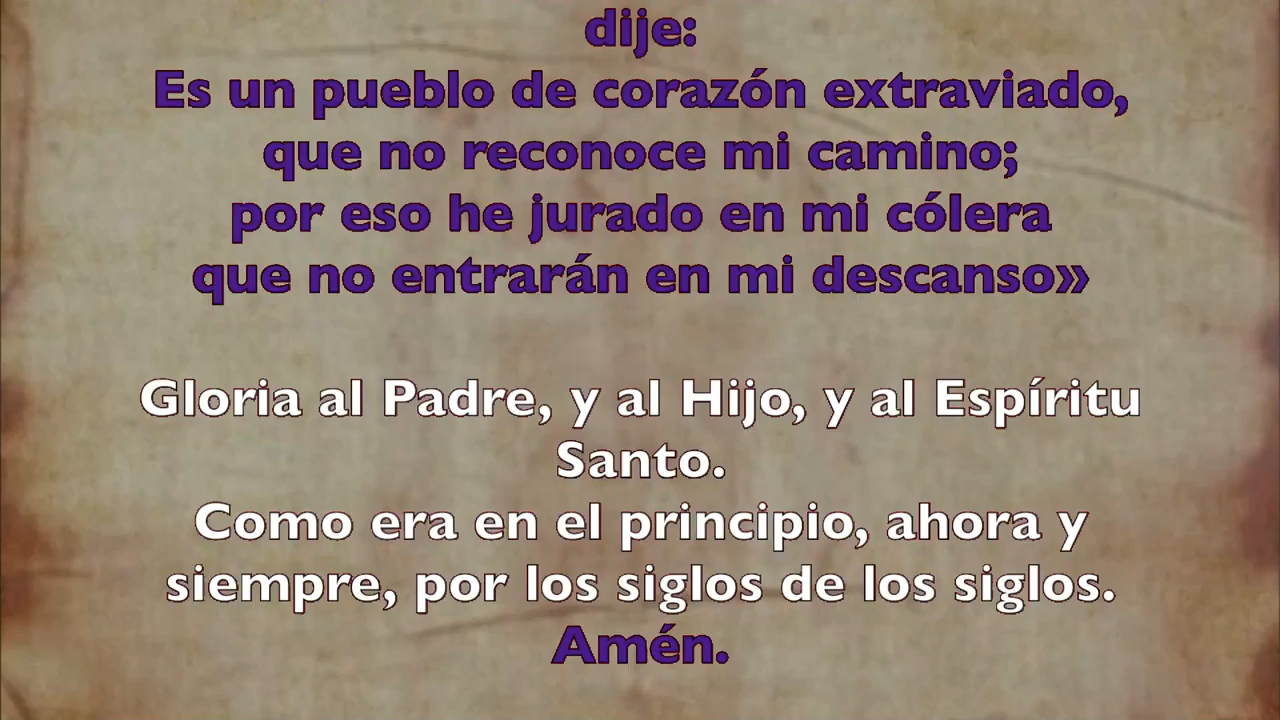 dije:
Es un pueblo de corazón extraviado,
que no reconoce mi camino;
por eso he jurado en mi cólera
que no entrarán en mi descanso»
Gloria al Padre, y al Hijo, y al Espíritu
Santo.
Como era en el principio, ahora y
siempre, por los siglos de los siglos.
Amén.